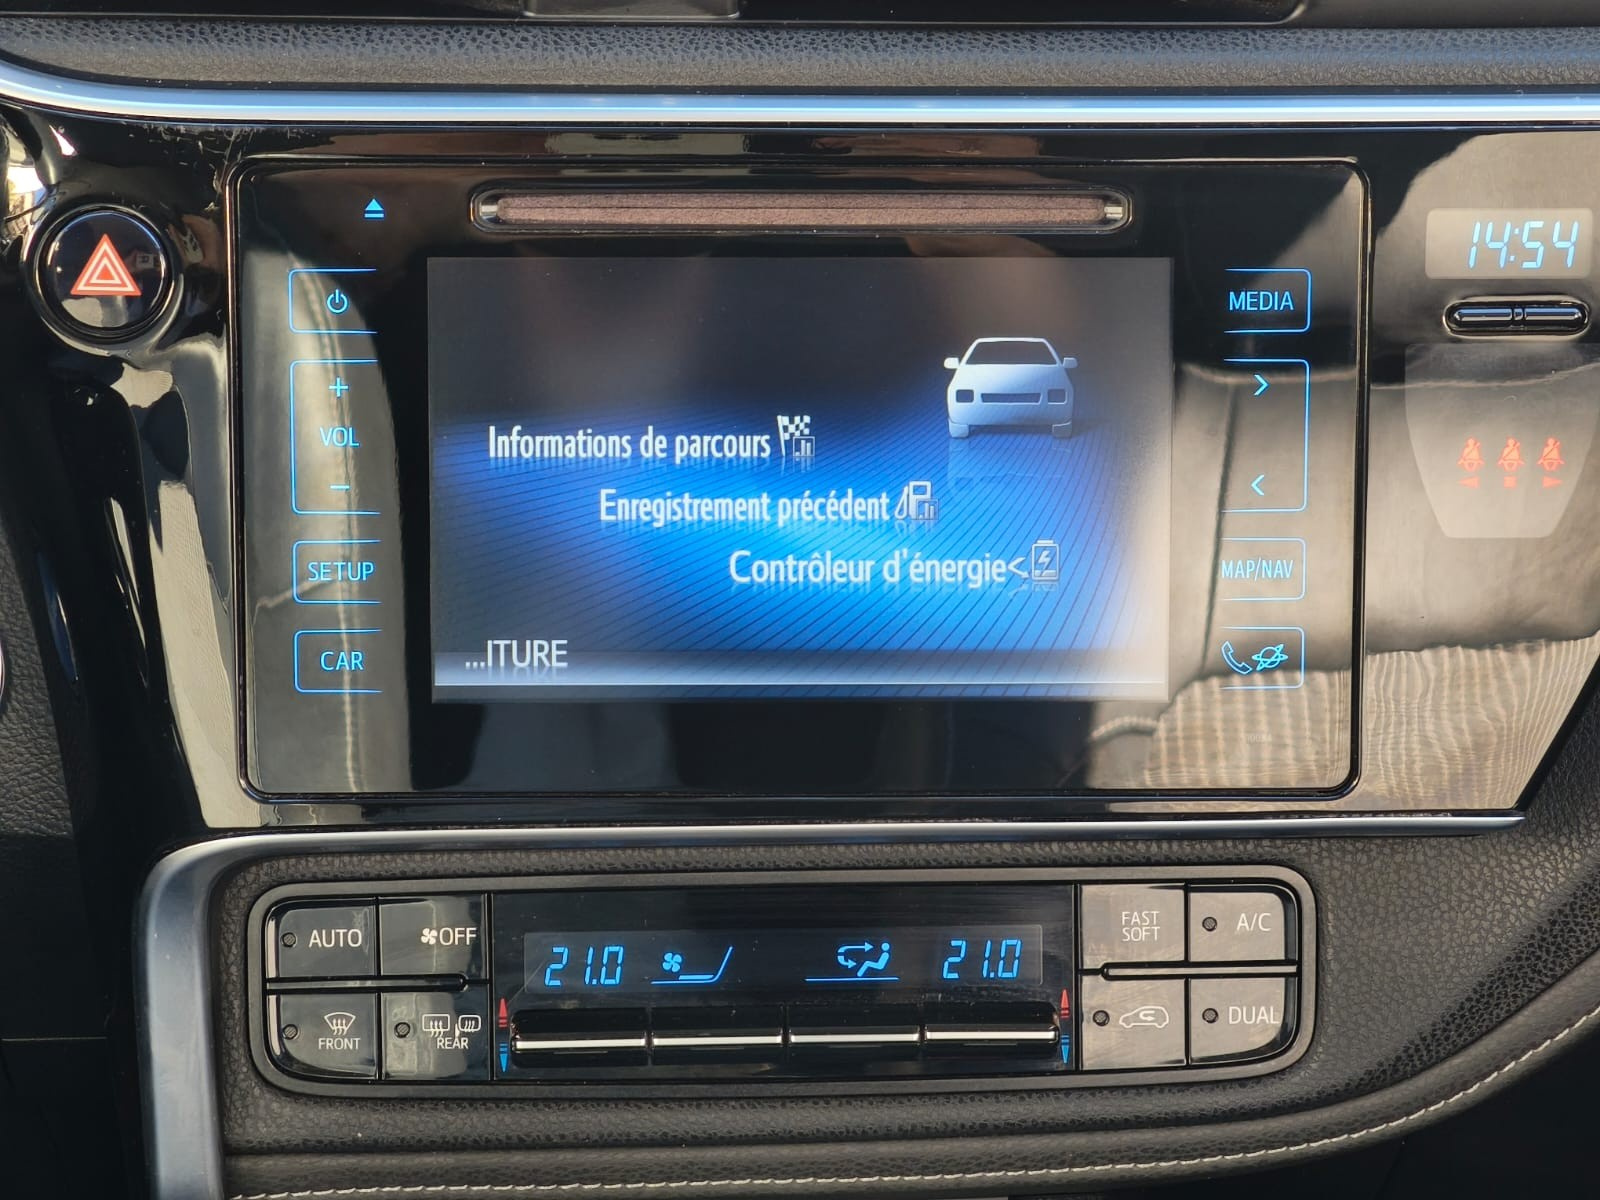 MEDIA
14:54
+
VOL
-
SETUP
CAR
>
<
MAP/NAV
Informations de parcours
Enregistrement précédent
Contrôleur d'énergie
...ITURE
AUTO
OFF
FRONT
REAR
21.0
21.0
FAST
SOFT
A/C
DUAL